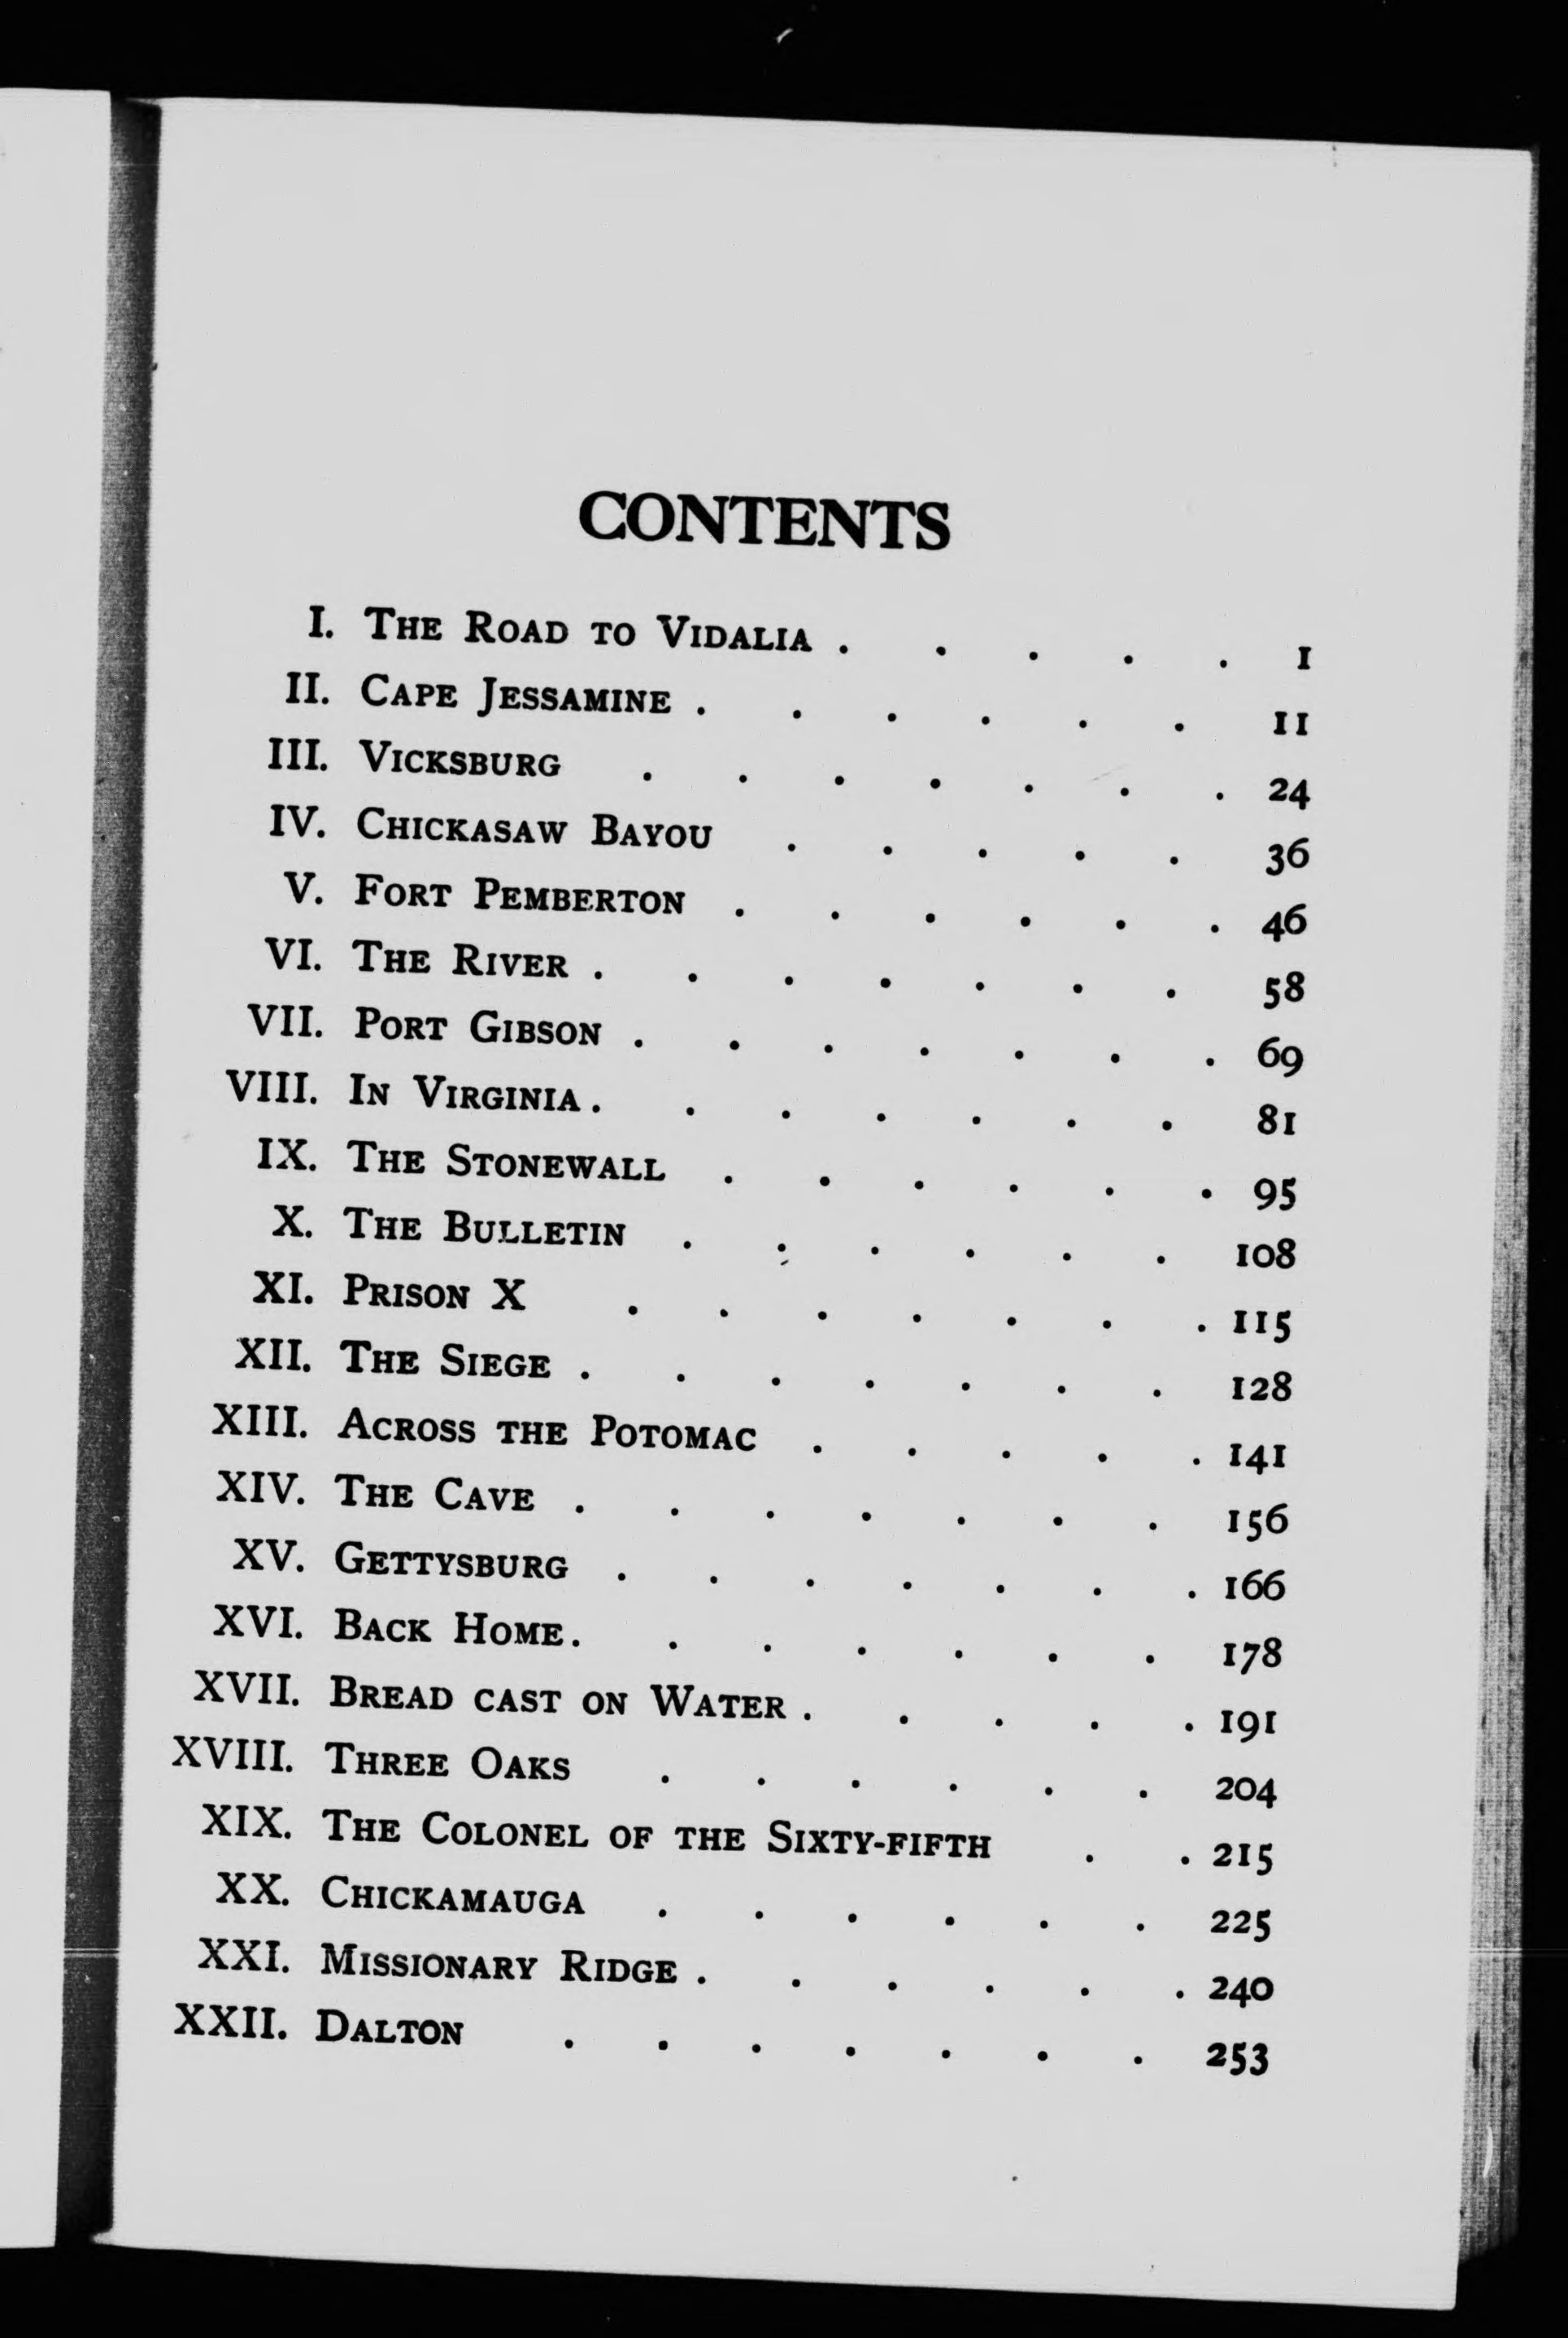 CONTENTS
I. The Road to Vidalia . . . . . 1
II. Cape Jessamine . . . . . . 11
III. Vicksburg . . . . . . . 24
IV. Chickasaw Bayou . . . . . 36
V. Fort Pemberton . . . . . . 46
VI. The River . . . . . . . 58
VII. Port Gibson . . . . . . . 69
VIII. In Virginia . . . . . . . 81
IX. The Stonewall . . . . . . 95
X. The Bulletin . . . . . . 108
XI. Prison X . . . . . . . 115
XII. The Siege . . . . . . . 128
XIII. Across the Potomac . . . . . 141
XIV. The Cave . . . . . . . 156
XV. Gettysburg . . . . . . . 166
XVI. Back Home . . . . . . . 178
XVII. Bread cast on Water . . . . . 191
XVIII. Three Oaks . . . . . . 204
XIX. The Colonel of the Sixty-fifth . . 215
XX. Chickamauga . . . . . . 225
XXI. Missionary Ridge . . . . . . 240
XXII. Dalton . . . . . . . 253